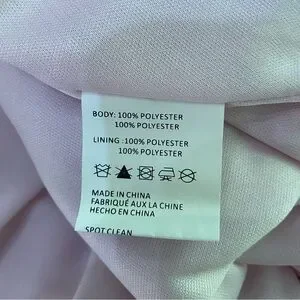 BODY: 100% POLYESTER
100% POLYESTER
LINING :100% POLYESTER
100% POLYESTER
MADE IN CHINA
FABRIQUÉ AUX LA CHINE
HECHO EN CHINA
SPOT CLEAN